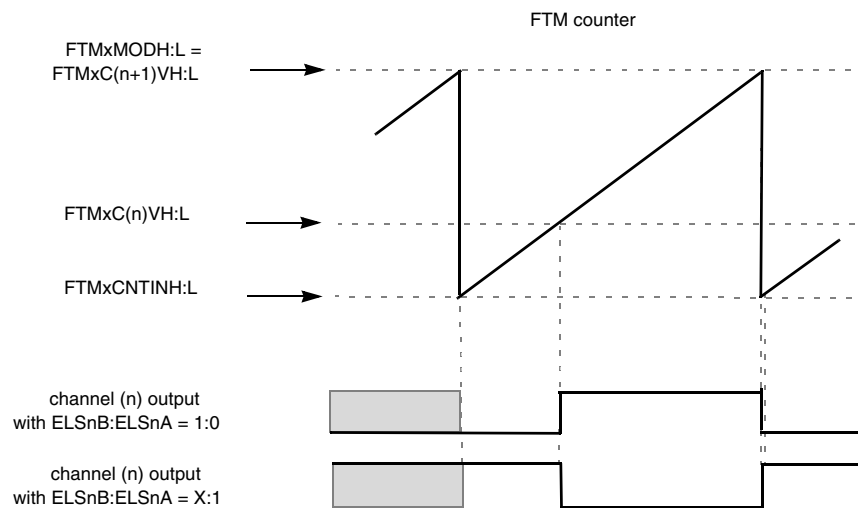 FTM counter
FTMxMODH:L =
FTMxC(n+1)VH:L
FTMxC(n)VH:L
FTMxCNTINH:L
channel (n) output
with ELSnB:ELSnA = 1:0
channel (n) output
with ELSnB:ELSnA = X:1